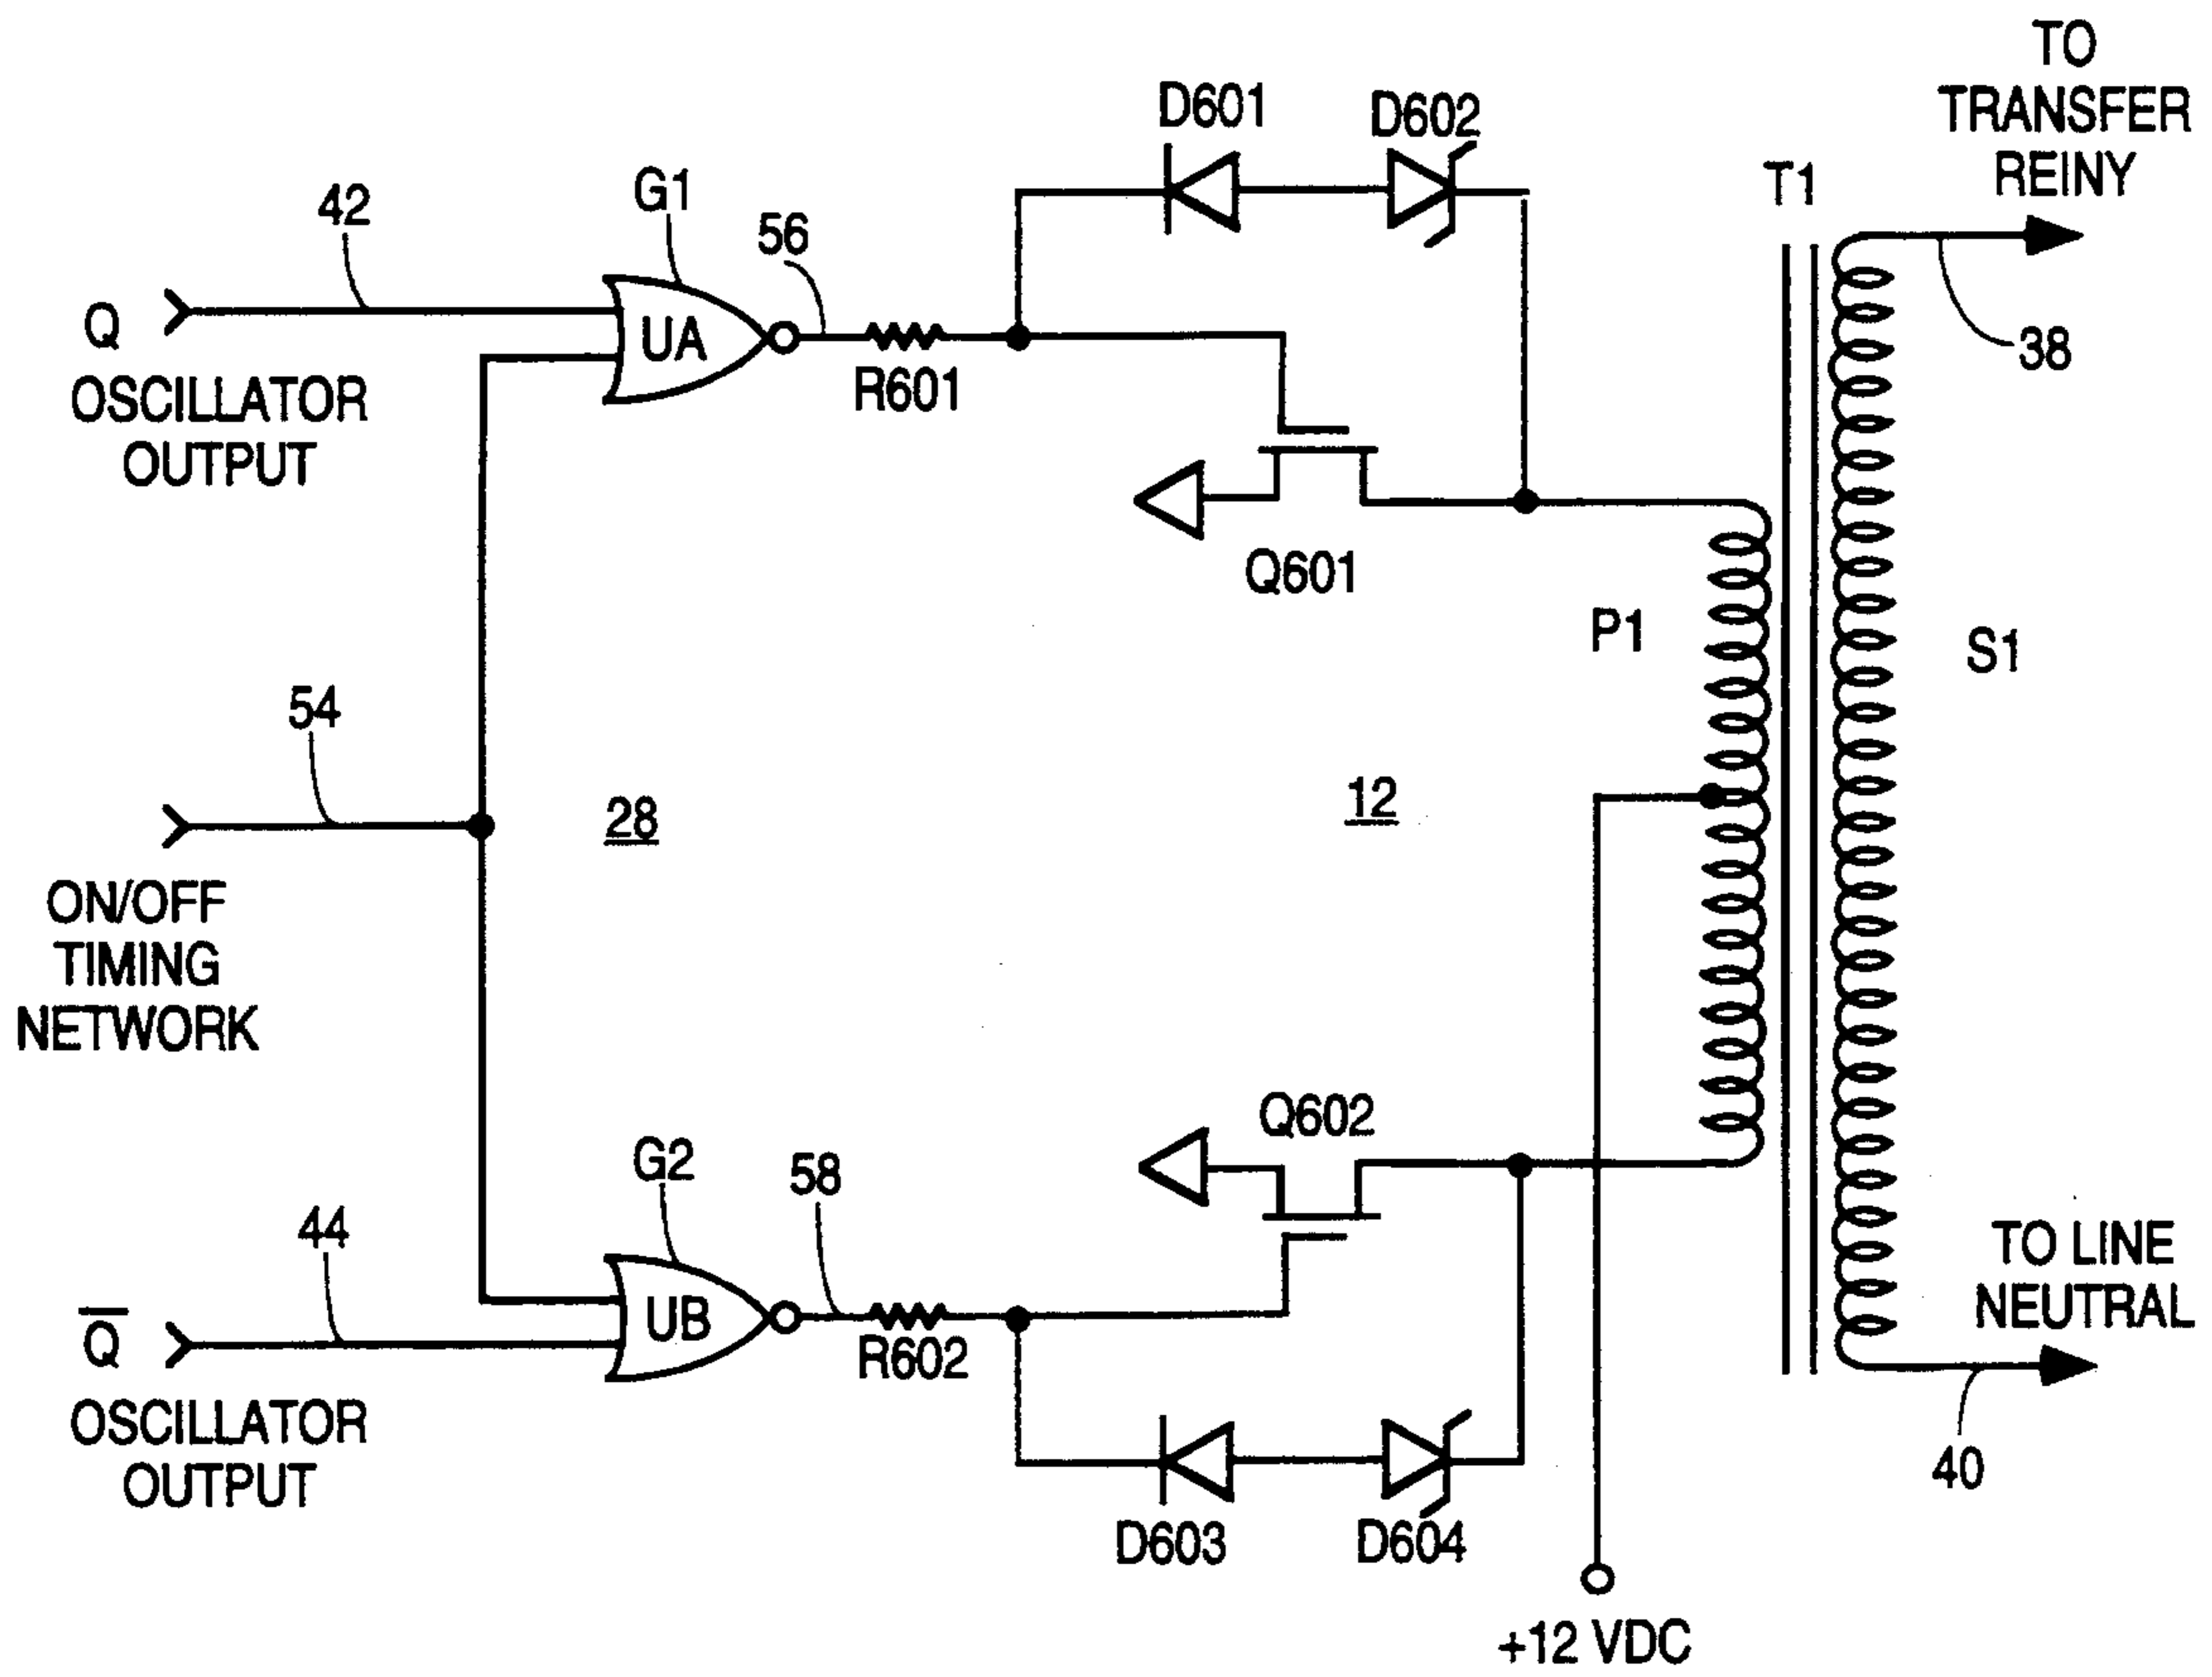 TO
TRANSFER
REINY
D601
D602
T1
G1
42
56
Q
UA
38
OSCILLATOR
OUTPUT
R601
Q601
P1
S1
54
28
12
ON/OFF
TIMING
NETWORK
Q602
G2
58
44
TO LINE
NEUTRAL
Q̅
UB
R602
OSCILLATOR
OUTPUT
40
D603
D604
+12 VDC